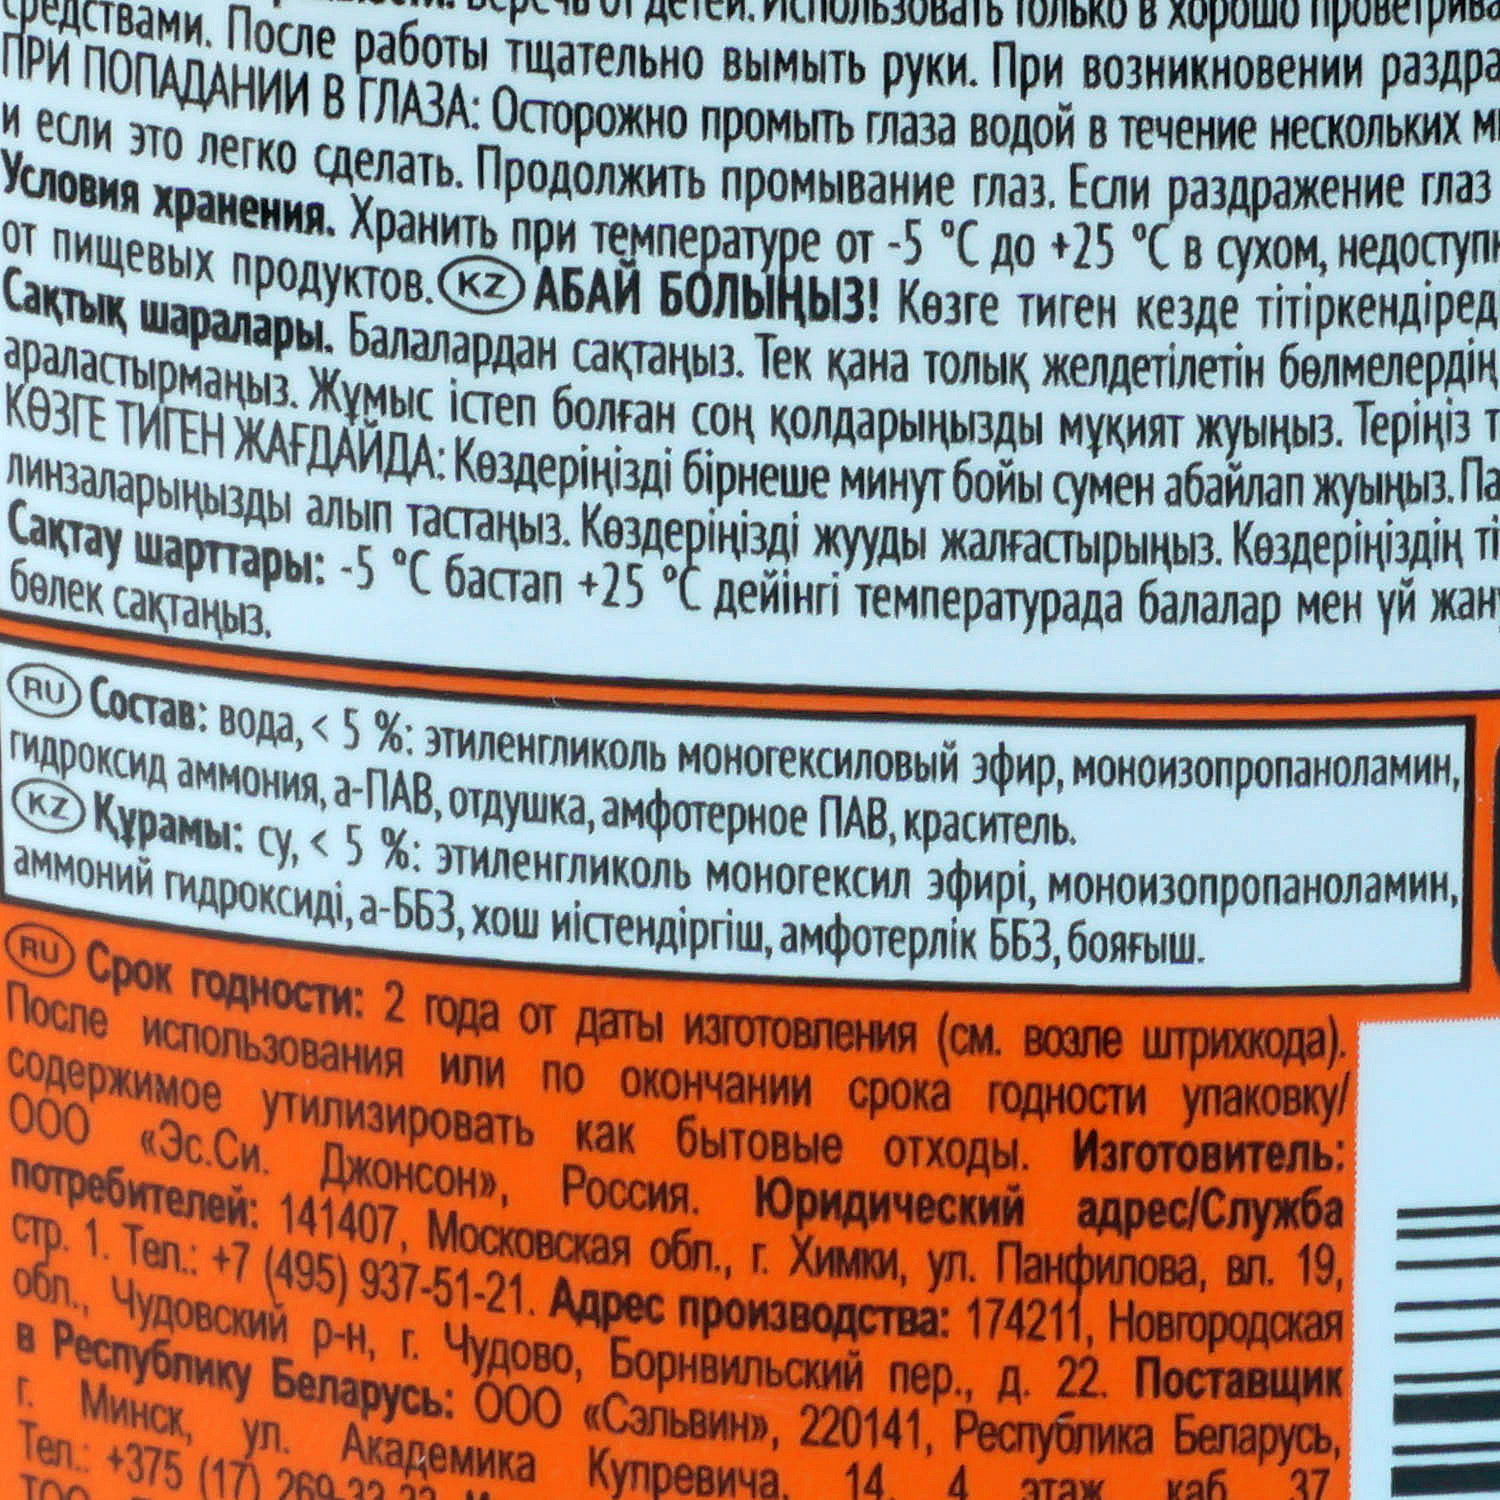 средствами. Беречь от детей. Использовать только в хорошо
После работы тщательно вымыть руки. При возникновении
ПРИ ПОПАДАНИИ В ГЛАЗА: Осторожно промыть глаза водой в течение нескольких
и если это легко сделать. Продолжить промывание глаз. Если раздражение глаз
Условия хранения. Хранить при температуре от -5 °C до +25 °C в сухом,
от пищевых продуктов. KZ АБАЙ БОЛЫҢЫЗ! Көзге тиген кезде
Сақтық шаралары. Балалардан сақтаңыз. Тек қана толық желдетілетін бөлмелердің
араластырмаңыз. Жұмыс істеп болған соң қолдарыңызды мұқият жуыңыз. Теріңіз
КӨЗГЕ ТИГЕН ЖАҒДАЙДА: Көздеріңізді бірнеше минут бойы сумен абайлап жуыңыз.
линзаларыңызды алып тастаңыз. Көздеріңізді жууды жалғастырыңыз. Көздеріңіздің
Сақтау шарттары: -5 °C бастап +25 °C дейінгі температурада балалар мен үй
бөлек сақтаңыз.
RU Состав: вода, < 5 %: этиленгликоль моногексиловый эфир, моноизопропаноламин,
гидроксид аммония, а-ПАВ, отдушка, амфотерное ПАВ, краситель.
KZ Құрамы: су, < 5 %: этиленгликоль моногексил эфирі, моноизопропаноламин,
аммоний гидроксиді, а-ББЗ, хош иістендіргіш, амфотерлік ББЗ, бояғыш.
RU Срок годности: 2 года от даты изготовления (см. возле штрихкода).
После использования или по окончании срока годности упаковку/
содержимое утилизировать как бытовые отходы. Изготовитель:
ООО «Эс.Си. Джонсон», Россия. Юридический адрес/Служба
потребителей: 141407, Московская обл., г. Химки, ул. Панфилова, вл. 19,
стр. 1. Тел.: +7 (495) 937-51-21. Адрес производства: 174211, Новгородская
обл., Чудовский р-н, г. Чудово, Борнвильский пер., д. 22. Поставщик
в Республику Беларусь: ООО «Сэльвин», 220141, Республика Беларусь,
г. Минск, ул. Академика Купревича, 14, 4 этаж каб 37
Тел.: +375 (17)
ТОО